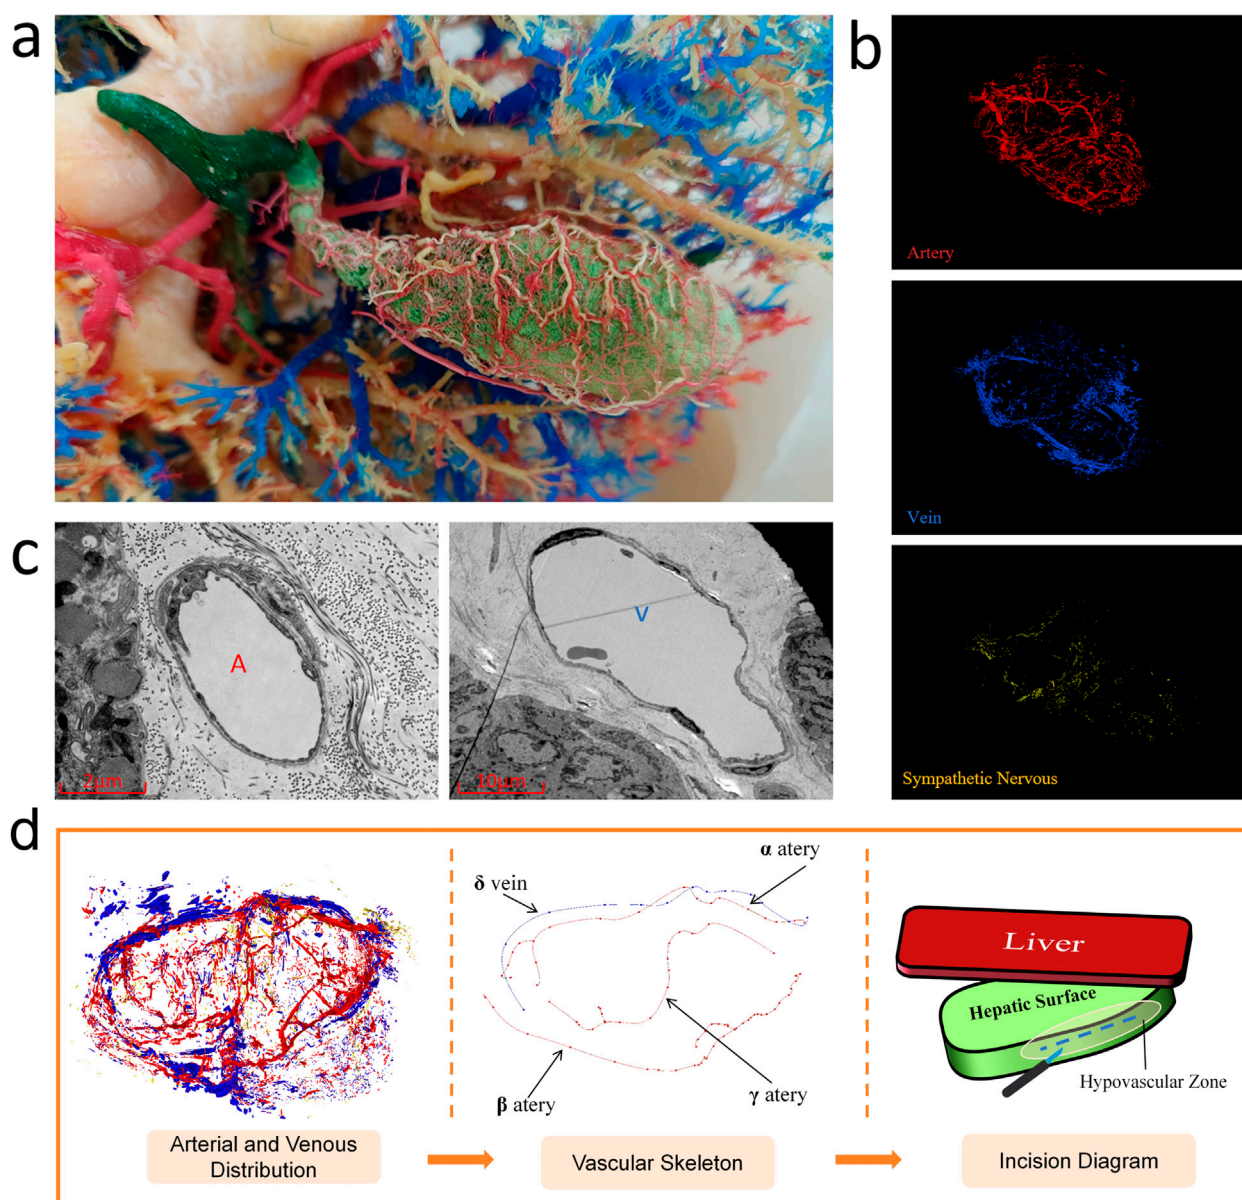 a
b
Artery
Vein
Sympathetic Nervous
c
A
2μm
V
10μm
d
δ vein
α atery
β atery
γ atery
Liver
Hepatic Surface
Hypovascular Zone
Arterial and Venous
Distribution
Vascular Skeleton
Incision Diagram